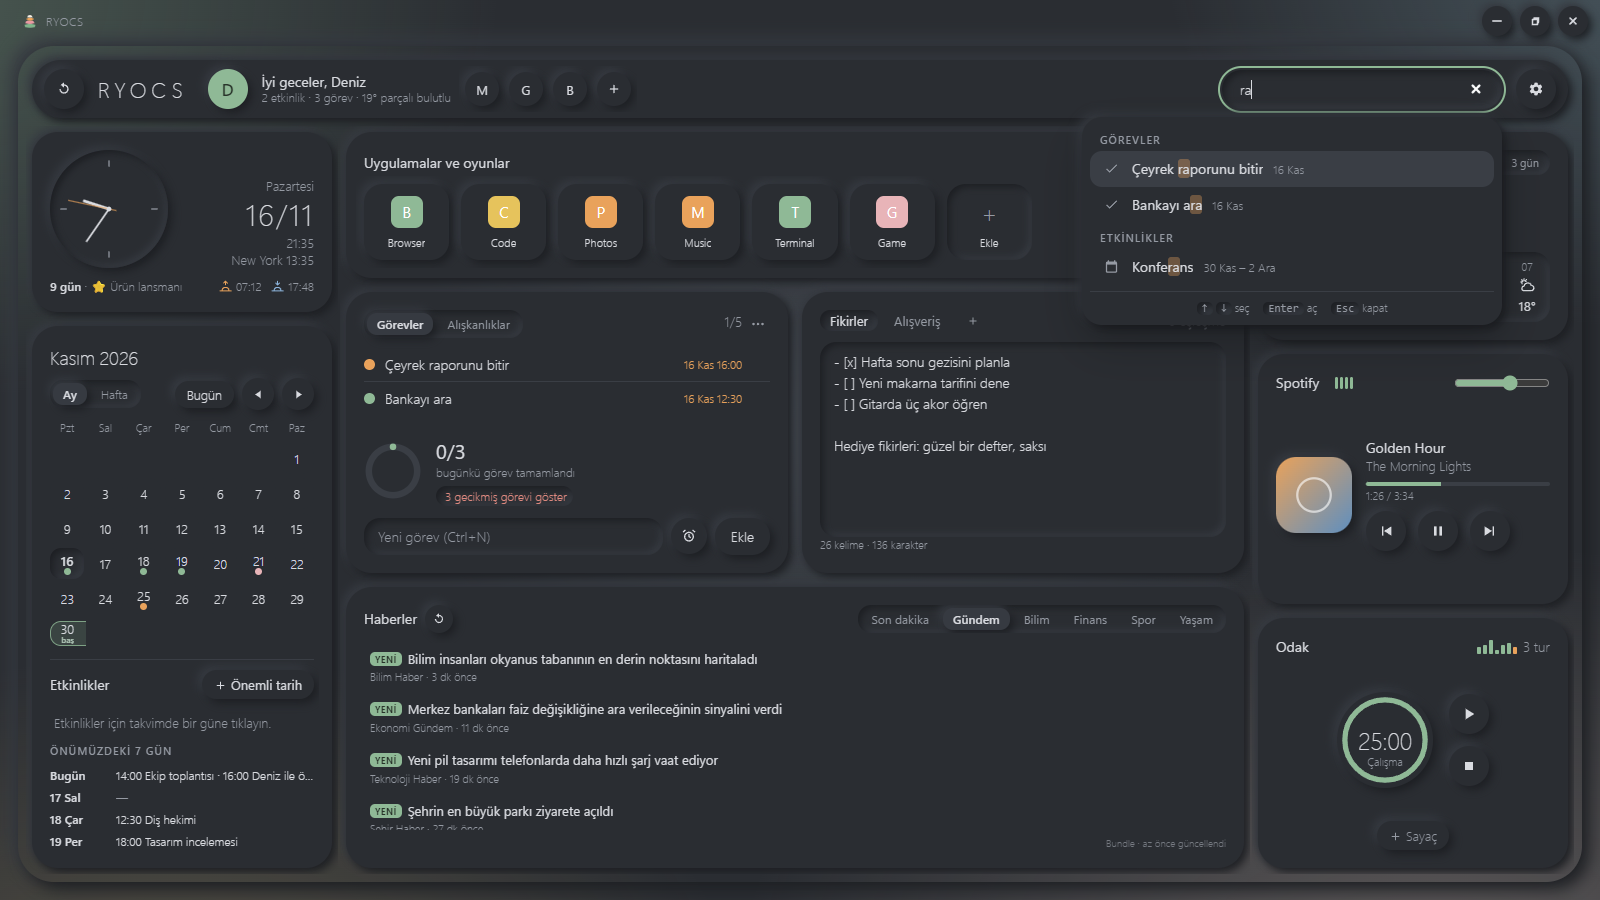 RYOCS
RYOCS
D
İyi geceler, Deniz
2 etkinlik · 3 görev · 19° parçalı bulutlu
M
G
B
+
ra
GÖREVLER
Çeyrek raporunu bitir 16 Kas
Bankayı ara 16 Kas
ETKİNLİKLER
Konferans 30 Kas – 2 Ara
↑ ↓ seç Enter aç Esc kapat
Pazartesi
16/11
21:35
New York 13:35
9 gün · Ürün lansmanı
07:12
17:48
Uygulamalar ve oyunlar
B
Browser
C
Code
P
Photos
M
Music
T
Terminal
G
Game
+
Ekle
3 gün
07
18°
Kasım 2026
Ay
Hafta
Bugün
Pzt Sal Çar Per Cum Cmt Paz
1
2 3 4 5 6 7 8
9 10 11 12 13 14 15
16 17 18 19 20 21 22
23 24 25 26 27 28 29
30
baş
Etkinlikler
+ Önemli tarih
Etkinlikler için takvimde bir güne tıklayın.
ÖNÜMÜZDEKİ 7 GÜN
Bugün 14:00 Ekip toplantısı · 16:00 Deniz ile ö...
17 Sal —
18 Çar 12:30 Diş hekimi
19 Per 18:00 Tasarım incelemesi
Görevler
Alışkanlıklar
1/5 ...
Çeyrek raporunu bitir 16 Kas 16:00
Bankayı ara 16 Kas 12:30
0/3
bugünkü görev tamamlandı
3 gecikmiş görevi göster
Yeni görev (Ctrl+N)
Ekle
Fikirler
Alışveriş
+
- [x] Hafta sonu gezisini planla
- [ ] Yeni makarna tarifini dene
- [ ] Gitarda üç akor öğren
Hediye fikirleri: güzel bir defter, saksı
26 kelime · 136 karakter
Haberler
Son dakika
Gündem
Bilim
Finans
Spor
Yaşam
YENİ Bilim insanları okyanus tabanının en derin noktasını haritaladı
Bilim Haber · 3 dk önce
YENİ Merkez bankaları faiz değişikliğine ara verileceğinin sinyalini verdi
Ekonomi Gündem · 11 dk önce
YENİ Yeni pil tasarımı telefonlarda daha hızlı şarj vaat ediyor
Teknoloji Haber · 19 dk önce
YENİ Şehrin en büyük parkı ziyarete açıldı
Şehir Haber · 27 dk önce
Bundle · az önce güncellendi
Spotify
Golden Hour
The Morning Lights
1:26 / 3:34
Odak
3 tur
25:00
Çalışma
+ Sayaç